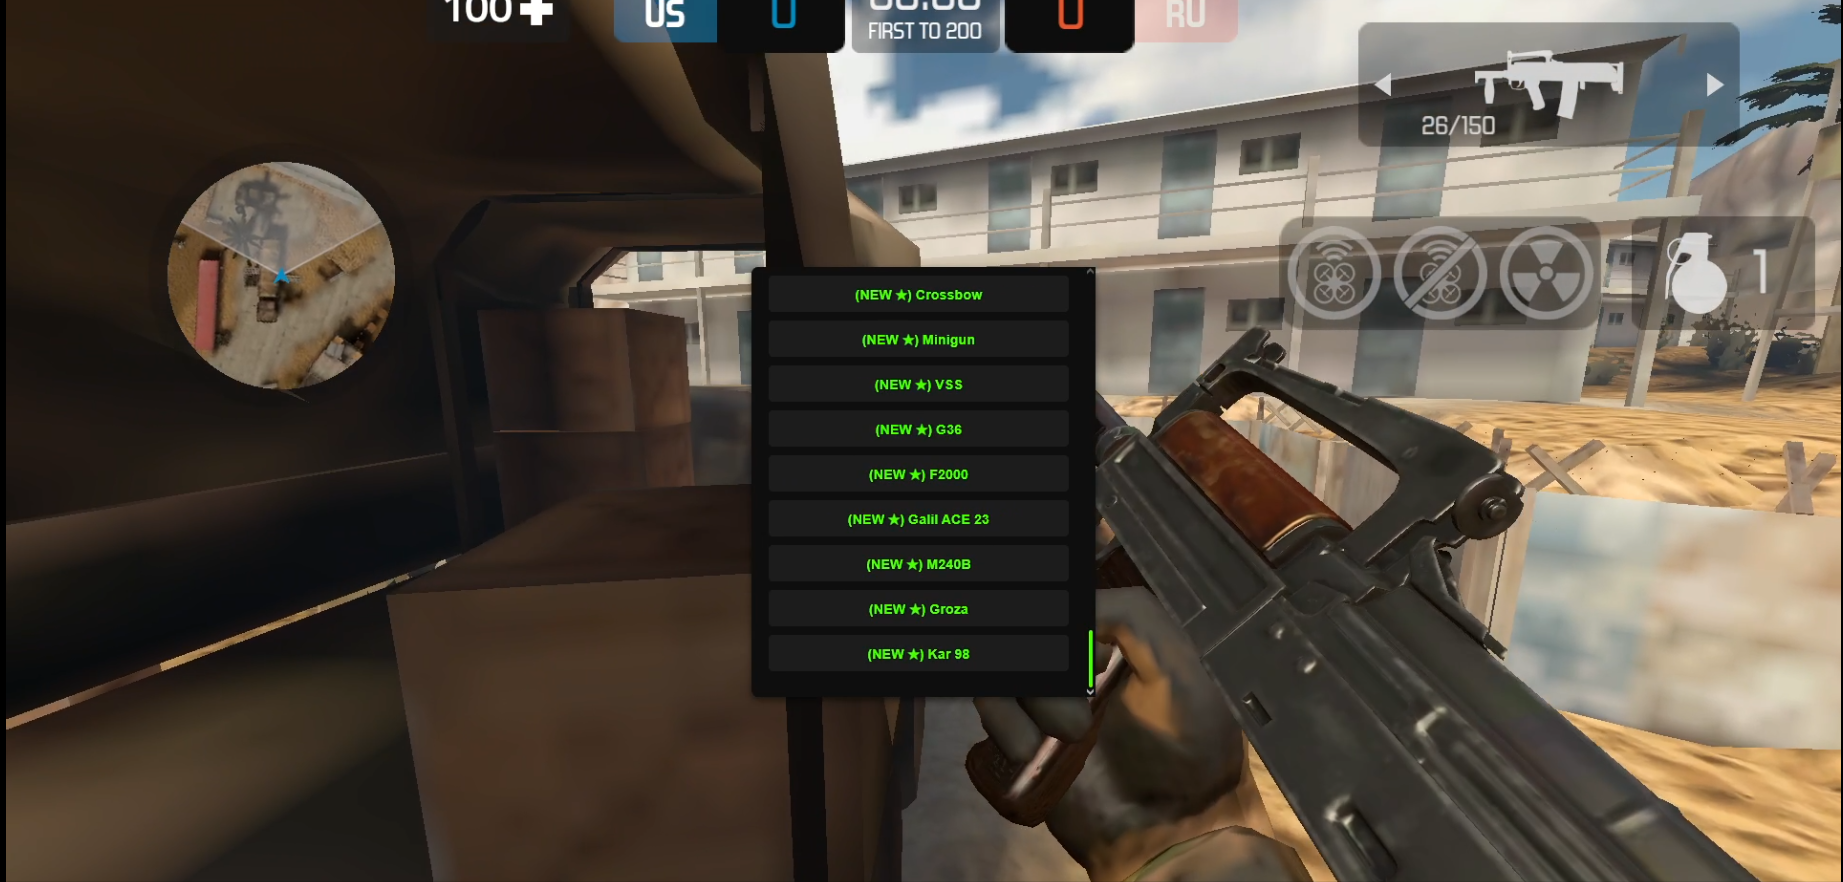 100
US
0
FIRST TO 200
0
RU
26/150
1
(NEW ★) Crossbow
(NEW ★) Minigun
(NEW ★) VSS
(NEW ★) G36
(NEW ★) F2000
(NEW ★) Galil ACE 23
(NEW ★) M240B
(NEW ★) Groza
(NEW ★) Kar 98